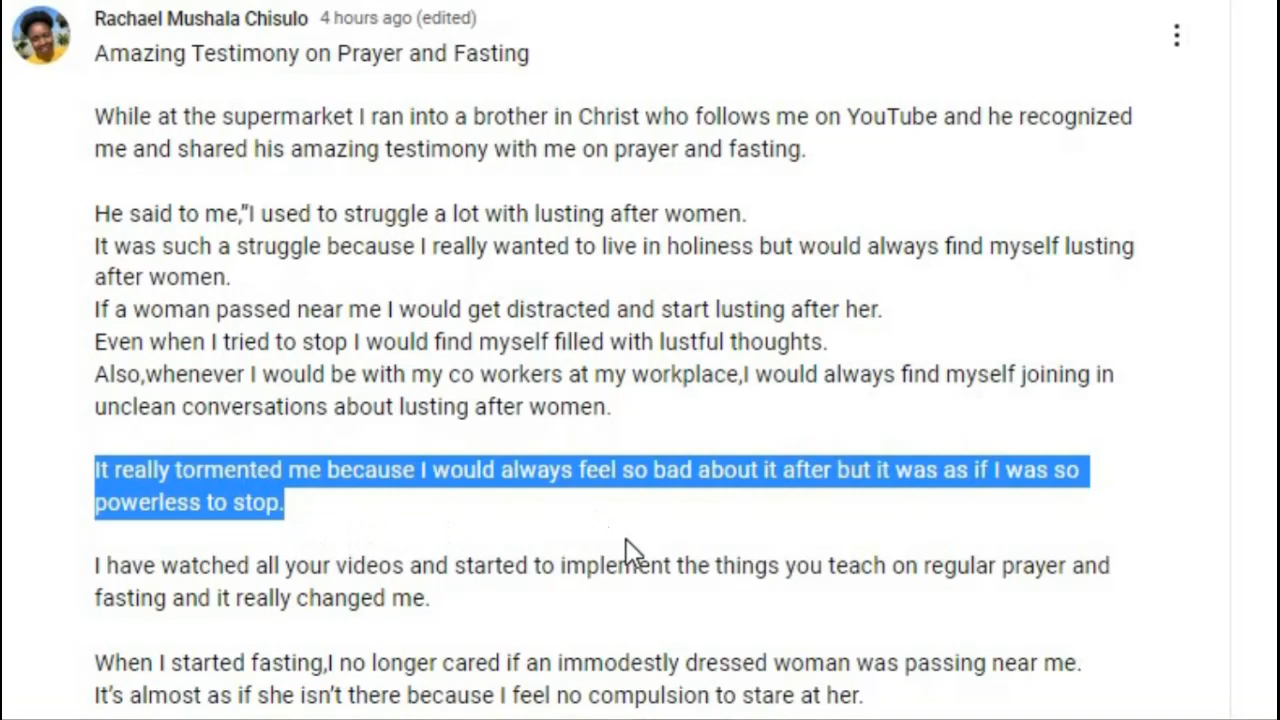 Rachael Mushala Chisulo 4 hours ago (edited)
Amazing Testimony on Prayer and Fasting
While at the supermarket I ran into a brother in Christ who follows me on YouTube and he recognized
me and shared his amazing testimony with me on prayer and fasting.
He said to me,"I used to struggle a lot with lusting after women.
It was such a struggle because I really wanted to live in holiness but would always find myself lusting
after women.
If a woman passed near me I would get distracted and start lusting after her.
Even when I tried to stop I would find myself filled with lustful thoughts.
Also,whenever I would be with my co workers at my workplace,I would always find myself joining in
unclean conversations about lusting after women.
It really tormented me because I would always feel so bad about it after but it was as if I was so
powerless to stop.
I have watched all your videos and started to implement the things you teach on regular prayer and
fasting and it really changed me.
When I started fasting,I no longer cared if an immodestly dressed woman was passing near me.
It's almost as if she isn't there because I feel no compulsion to stare at her.